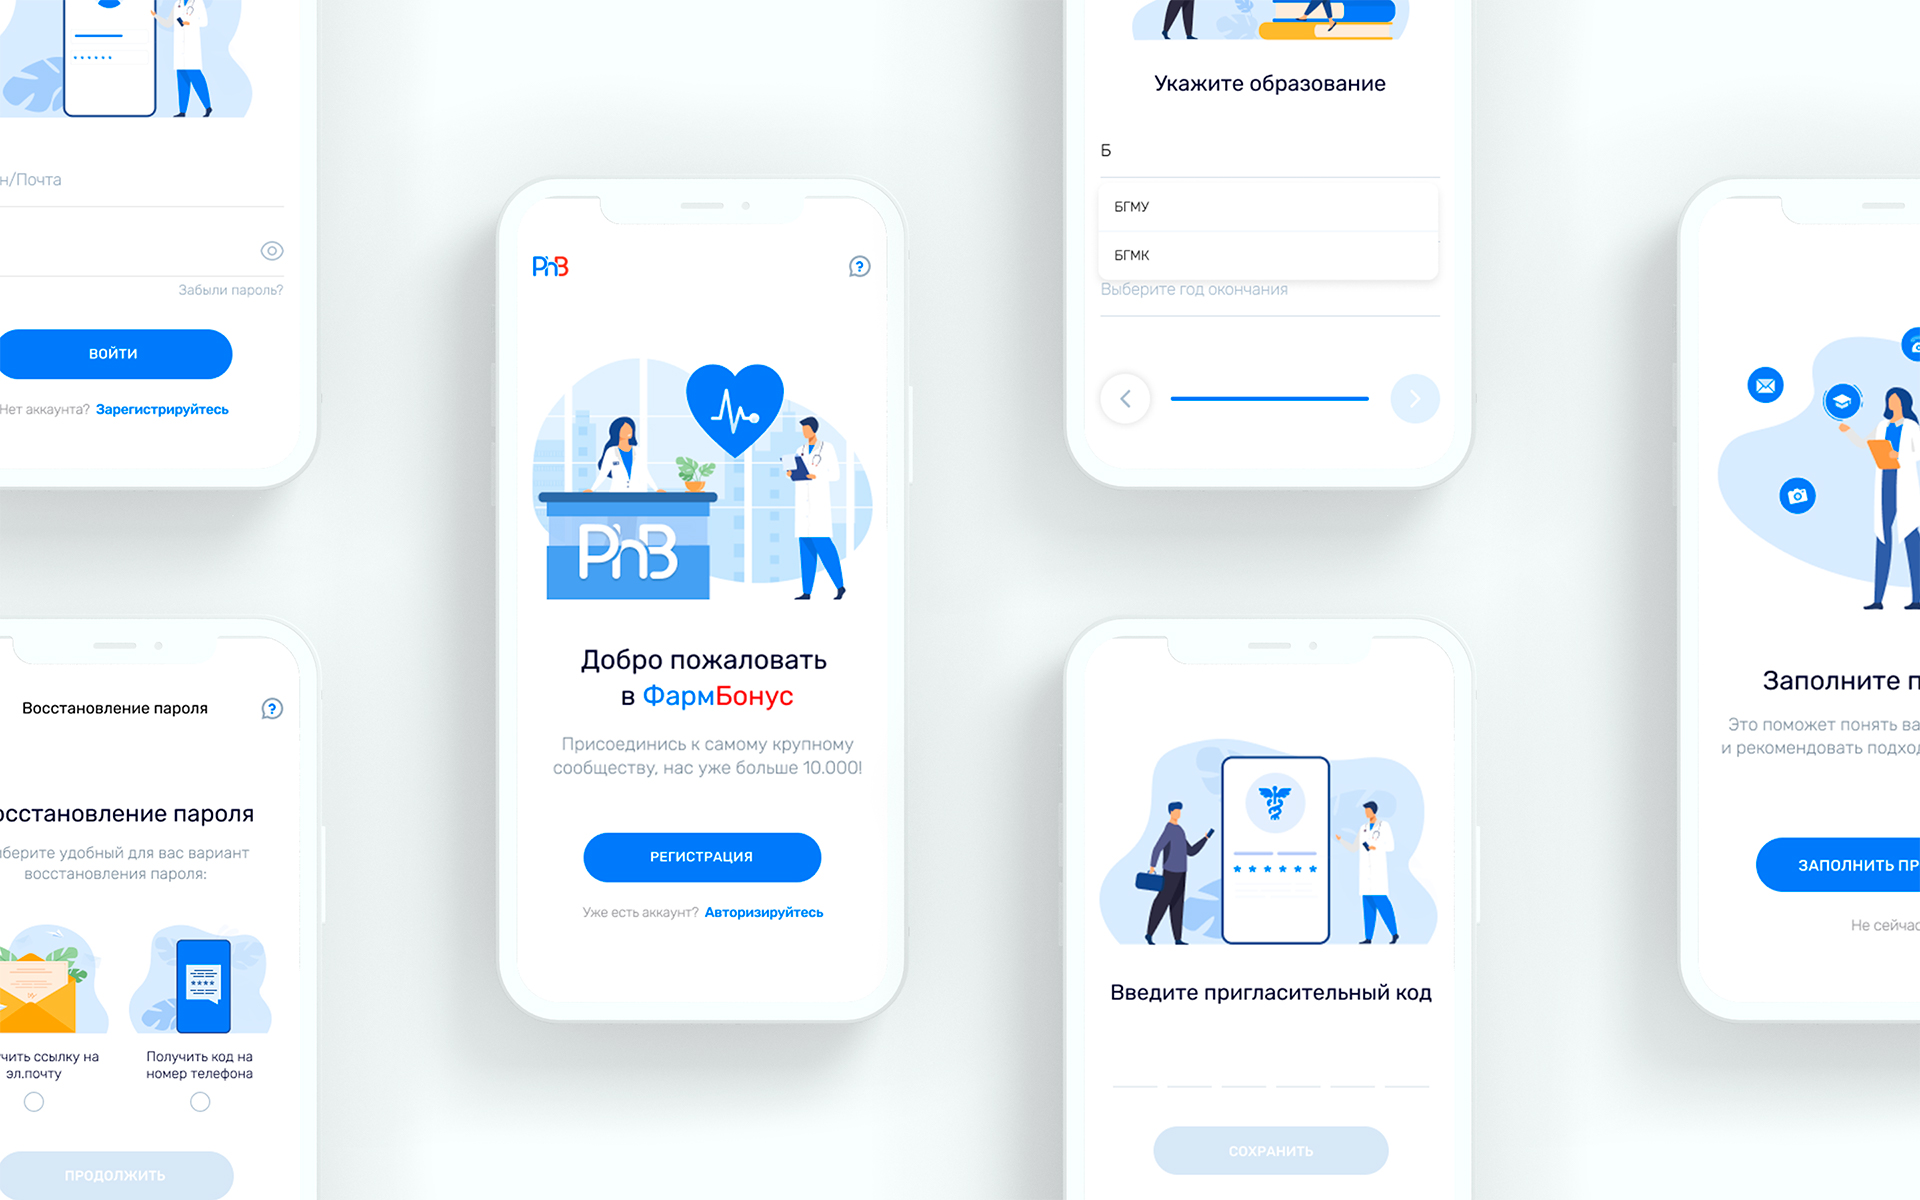 н/Почта
Забыли пароль?
ВОЙТИ
Нет аккаунта? Зарегистрируйтесь
Восстановление пароля
осстановление пароля
берите удобный для вас вариант
восстановления пароля:
чить ссылку на
эл.почту
Получить код на
номер телефона
ПРОДОЛЖИТЬ
PhB
PhB
Добро пожаловать
в ФармБонус
Присоединись к самому крупному
сообществу, нас уже больше 10.000!
РЕГИСТРАЦИЯ
Уже есть аккаунт? Авторизируйтесь
Укажите образование
Б
БГМУ
БГМК
Выберите год окончания
Введите пригласительный код
СОХРАНИТЬ
Заполните п
Это поможет понять ва
и рекомендовать подход
ЗАПОЛНИТЬ ПР
Не сейчас